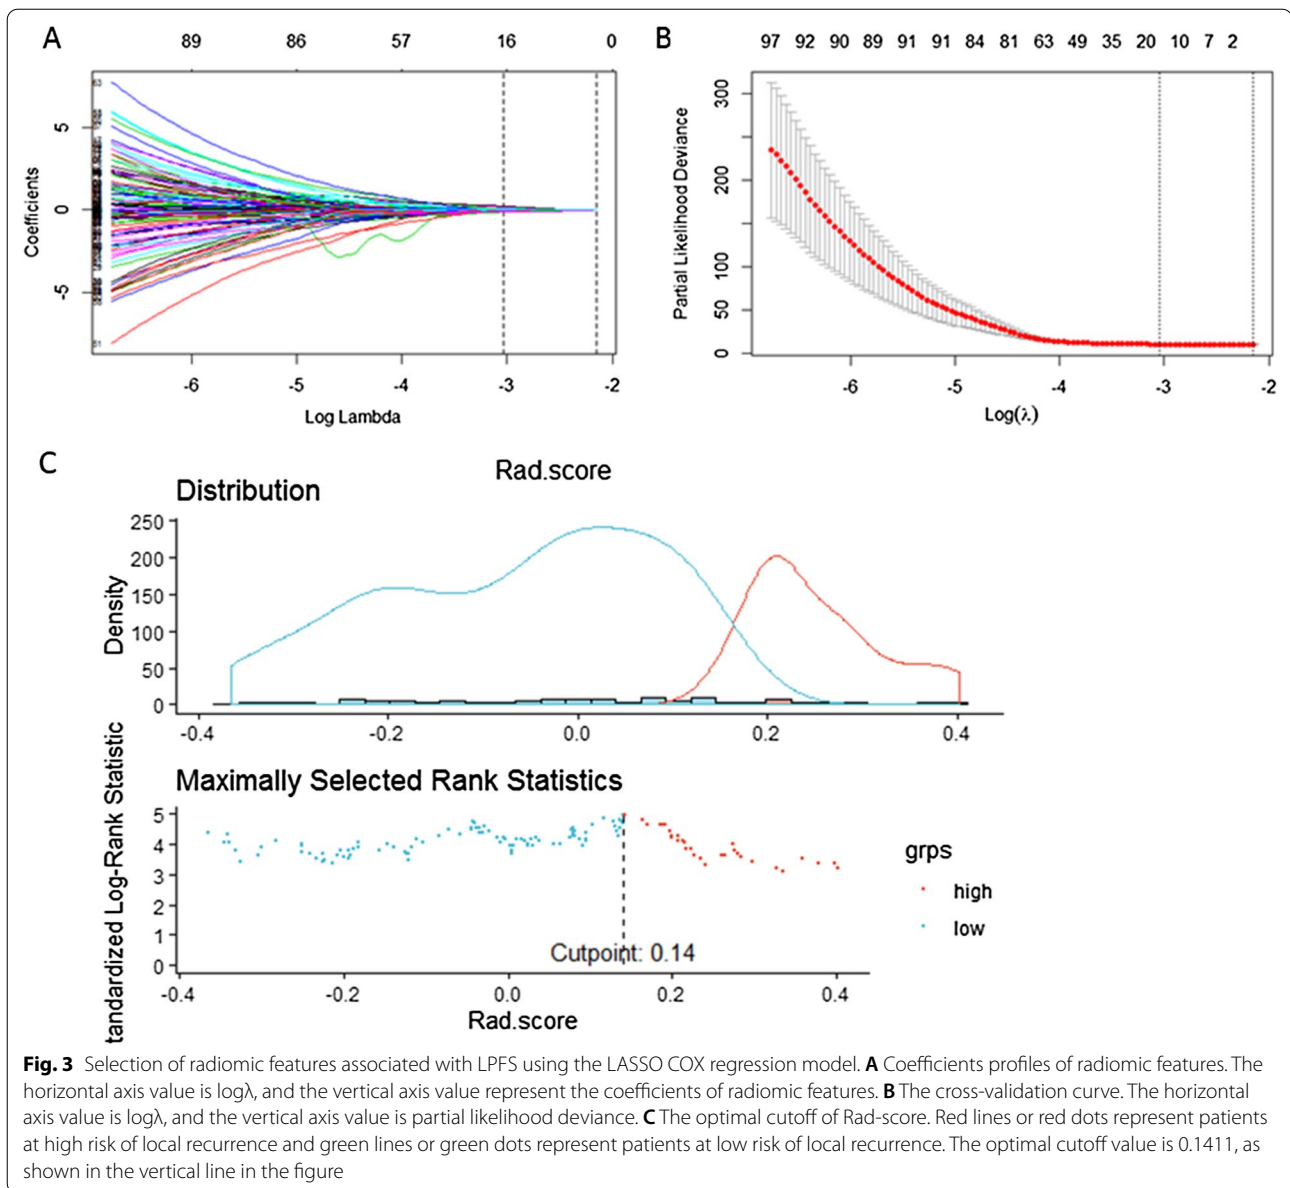 A
89 86 57 16 0
5
0
-5
Coefficients
-6 -5 -4 -3 -2
Log Lambda
B
97 92 90 89 91 91 84 81 63 49 35 20 10 7 2
300
200
100
50
0
Partial Likelihood Deviance
-6 -5 -4 -3 -2
Log(λ)
C
Rad.score
Distribution
250
200
150
100
50
0
Density
-0.4 -0.2 0.0 0.2 0.4
Maximally Selected Rank Statistics
5
4
3
2
1
0
tandardized Log-Rank Statistic
Cutpoint: 0.14
-0.4 -0.2 0.0 0.2 0.4
Rad.score
grps
high
low
Fig. 3 Selection of radiomic features associated with LPFS using the LASSO COX regression model. A Coefficients profiles of radiomic features. The
horizontal axis value is logλ, and the vertical axis value represent the coefficients of radiomic features. B The cross-validation curve. The horizontal
axis value is logλ, and the vertical axis value is partial likelihood deviance. C The optimal cutoff of Rad-score. Red lines or red dots represent patients
at high risk of local recurrence and green lines or green dots represent patients at low risk of local recurrence. The optimal cutoff value is 0.1411, as
shown in the vertical line in the figure